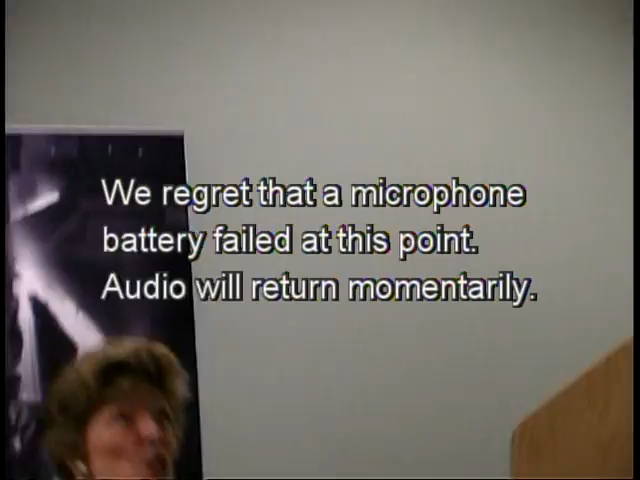 We regret that a microphone
battery failed at this point.
Audio will return momentarily.